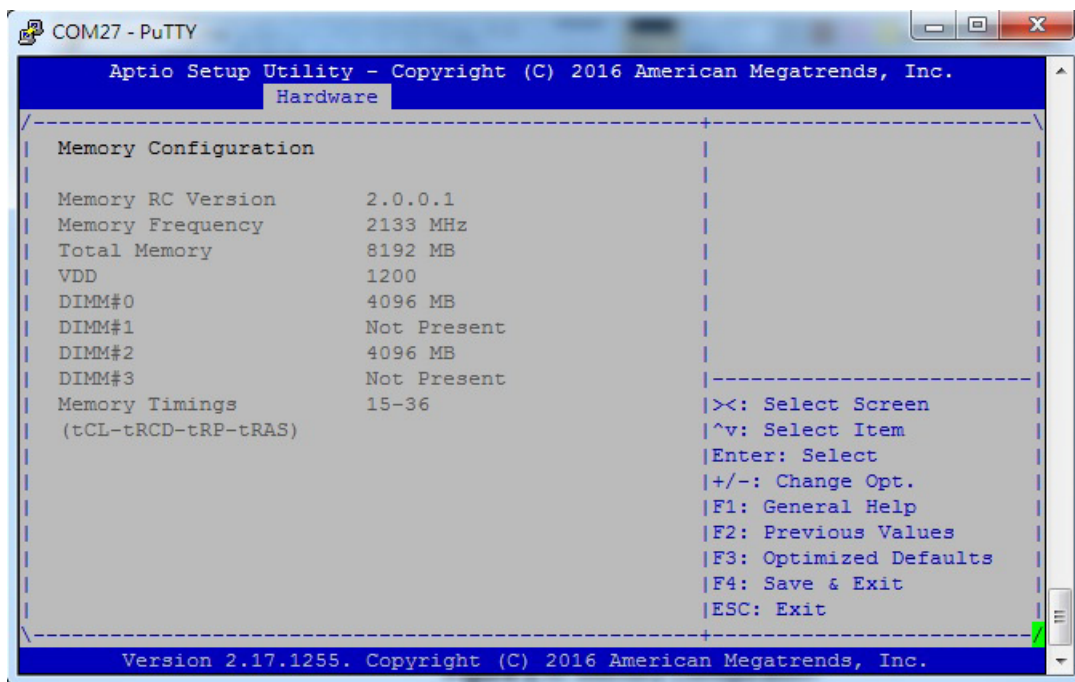 COM27 - PuTTY
Aptio Setup Utility - Copyright (C) 2016 American Megatrends, Inc.
Hardware
Memory Configuration
Memory RC Version 2.0.0.1
Memory Frequency 2133 MHz
Total Memory 8192 MB
VDD 1200
DIMM#0 4096 MB
DIMM#1 Not Present
DIMM#2 4096 MB
DIMM#3 Not Present
Memory Timings 15-36
(tCL-tRCD-tRP-tRAS)
><: Select Screen
^v: Select Item
Enter: Select
+/-: Change Opt.
F1: General Help
F2: Previous Values
F3: Optimized Defaults
F4: Save & Exit
ESC: Exit
Version 2.17.1255. Copyright (C) 2016 American Megatrends, Inc.